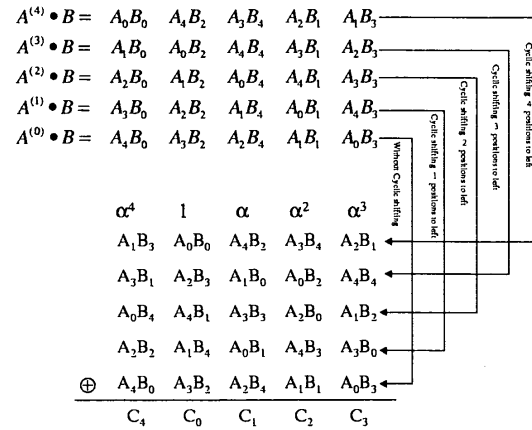 A⁽⁴⁾ • B = A₀B₀ A₄B₂ A₃B₄ A₂B₁ A₁B₃
A⁽³⁾ • B = A₁B₀ A₀B₂ A₄B₄ A₃B₁ A₂B₃
A⁽²⁾ • B = A₂B₀ A₁B₂ A₀B₄ A₄B₁ A₃B₃
A⁽¹⁾ • B = A₃B₀ A₂B₂ A₁B₄ A₀B₁ A₄B₃
A⁽⁰⁾ • B = A₄B₀ A₃B₂ A₂B₄ A₁B₁ A₀B₃
Without Cyclic shifting
Cyclic shifting 1 positions to left
Cyclic shifting 2 positions to left
Cyclic shifting 3 positions to left
Cyclic shifting 4 positions to left
α⁴ 1 α α² α³
A₁B₃ A₀B₀ A₄B₂ A₃B₄ A₂B₁
A₃B₁ A₂B₃ A₁B₀ A₀B₂ A₄B₄
A₀B₄ A₄B₁ A₃B₃ A₂B₀ A₁B₂
A₂B₂ A₁B₄ A₀B₁ A₄B₃ A₃B₀
⊕ A₄B₀ A₃B₂ A₂B₄ A₁B₁ A₀B₃
C₄ C₀ C₁ C₂ C₃